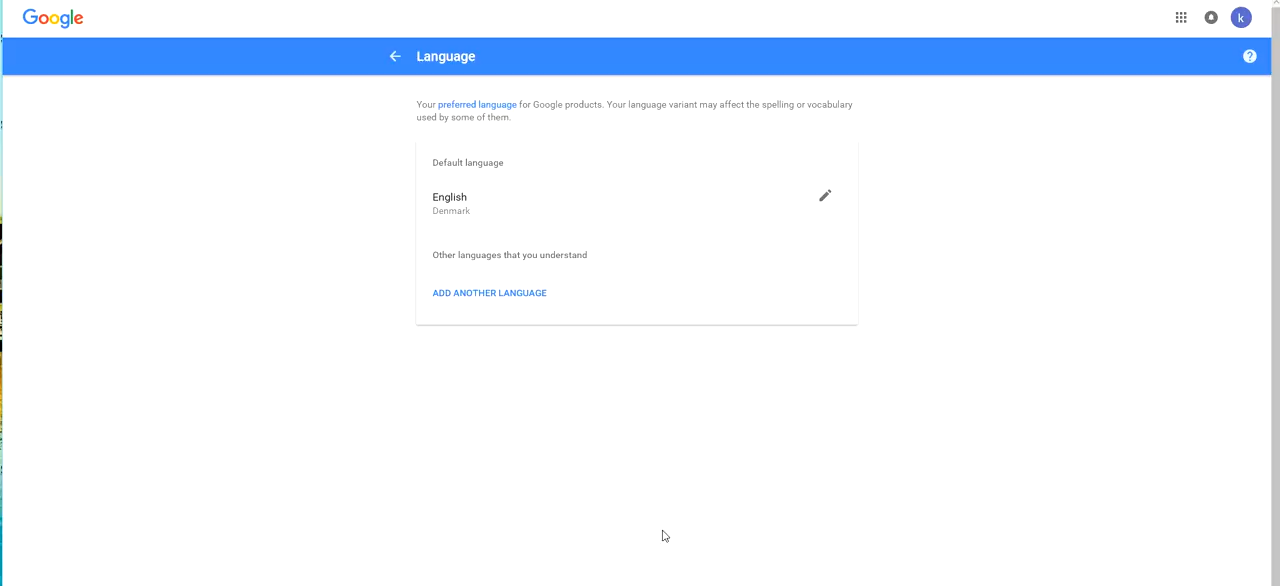 Google
k
Language
?
Your preferred language for Google products. Your language variant may affect the spelling or vocabulary
used by some of them.
Default language
English
Denmark
Other languages that you understand
ADD ANOTHER LANGUAGE